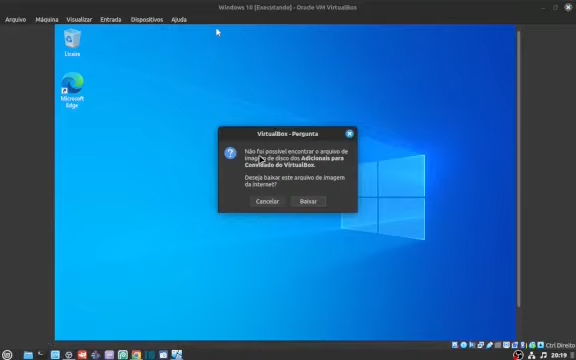 Windows 10 [Executando] - Oracle VM VirtualBox
Arquivo Máquina Visualizar Entrada Dispositivos Ajuda
Lixeira
Microsoft
Edge
VirtualBox - Pergunta
Não foi possível encontrar o arquivo de
imagem de disco dos Adicionais para
Convidado do VirtualBox.
Deseja baixar este arquivo de imagem
da internet?
Cancelar Baixar
Ctrl Direito
20:19